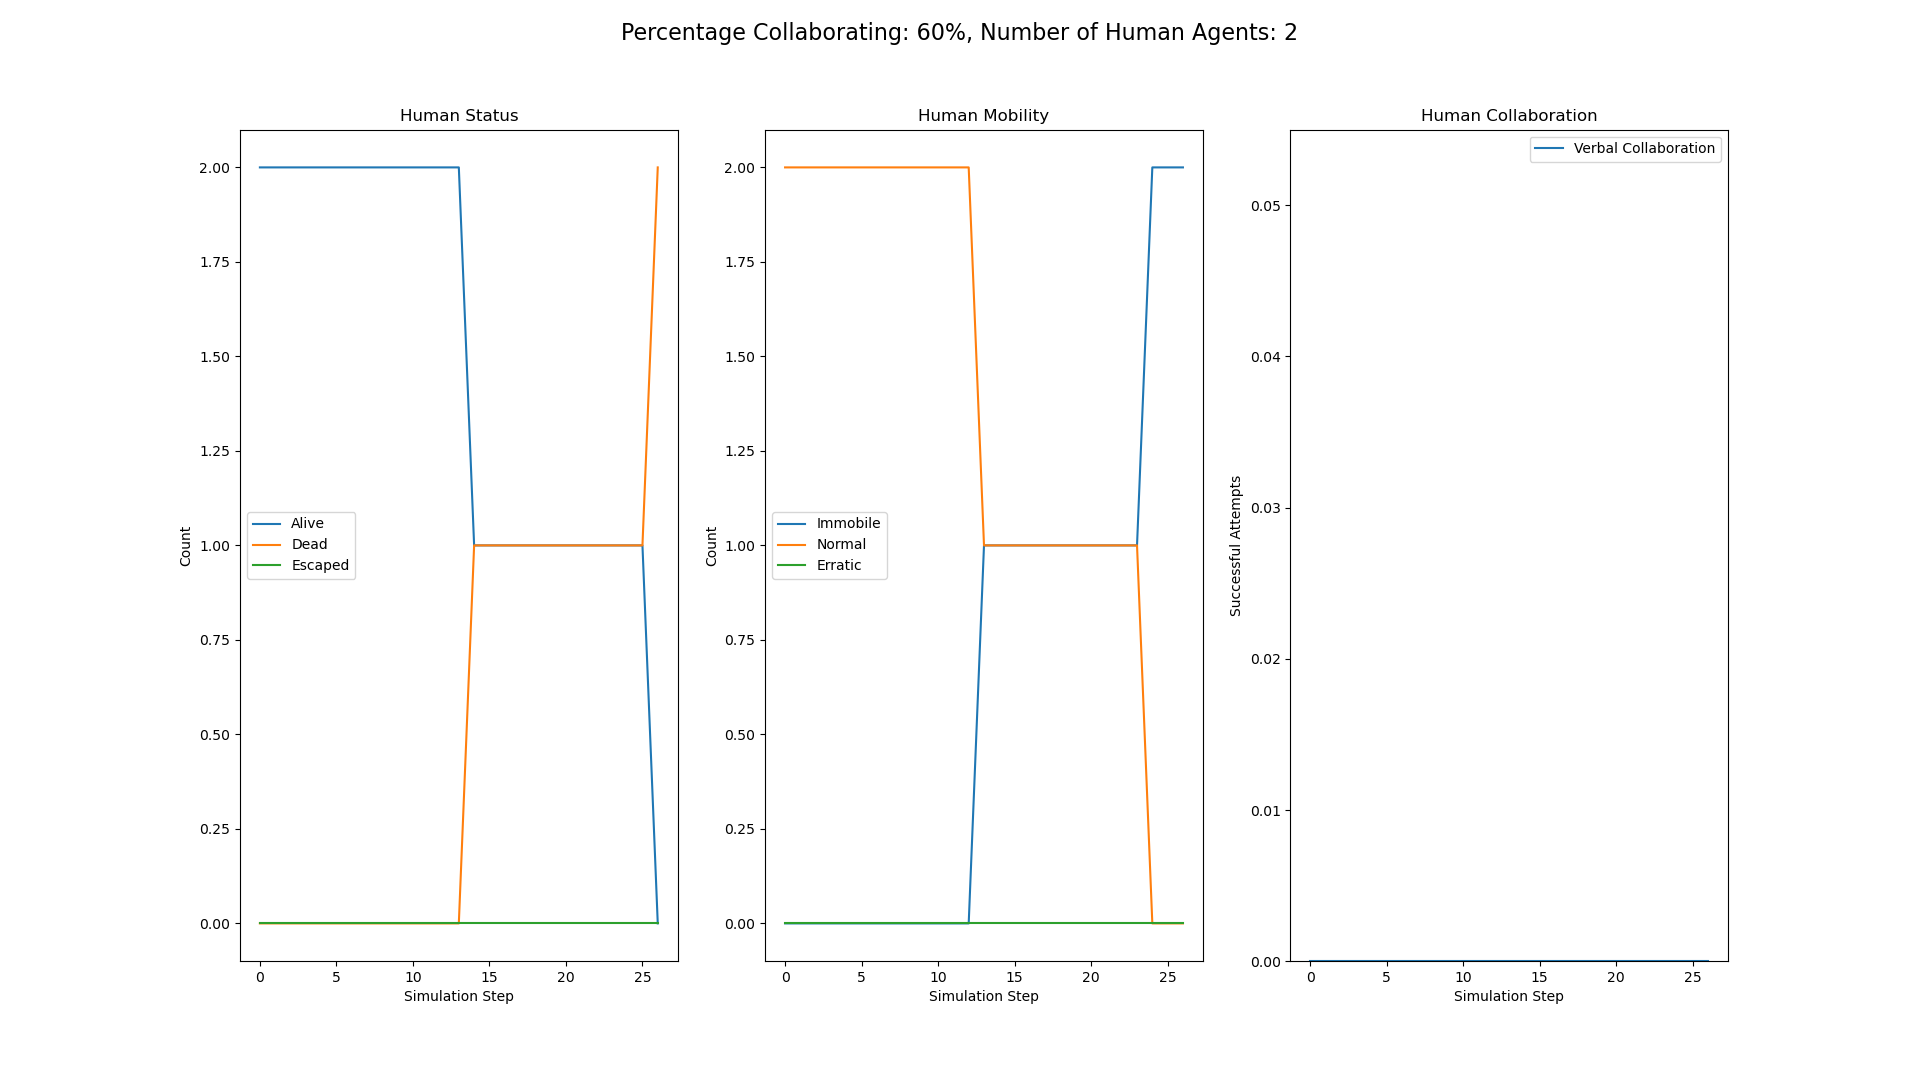 Percentage Collaborating: 60%, Number of Human Agents: 2
Human Status
2.00
1.75
1.50
1.25
1.00
0.75
0.50
0.25
0.00
Count
Alive
Dead
Escaped
0 5 10 15 20 25
Simulation Step
Human Mobility
2.00
1.75
1.50
1.25
1.00
0.75
0.50
0.25
0.00
Count
Immobile
Normal
Erratic
0 5 10 15 20 25
Simulation Step
Human Collaboration
Verbal Collaboration
0.05
0.04
0.03
0.02
0.01
0.00
Successful Attempts
0 5 10 15 20 25
Simulation Step